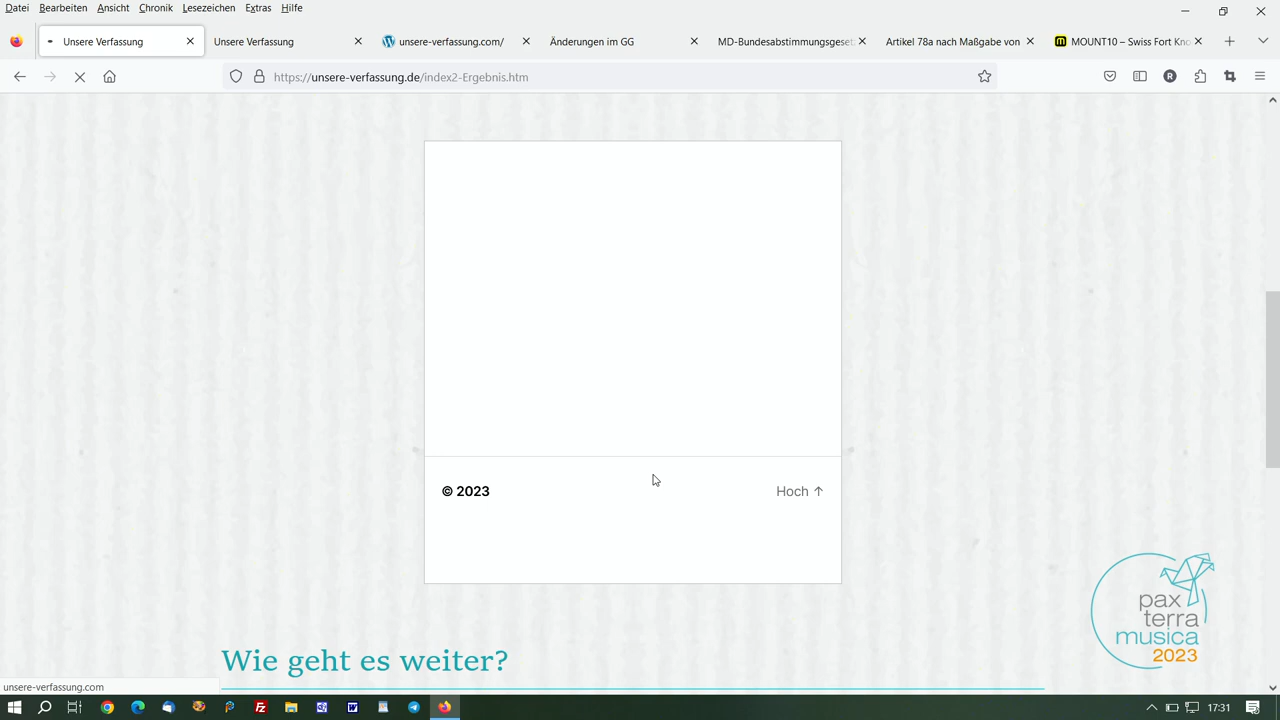 Datei Bearbeiten Ansicht Chronik Lesezeichen Extras Hilfe
Unsere Verfassung Unsere Verfassung unsere-verfassung.com/ Änderungen im GG MD-Bundesabstimmungsgesetz Artikel 78a nach Maßgabe von MOUNT10 – Swiss Fort Kno
https://unsere-verfassung.de/index2-Ergebnis.htm
© 2023 Hoch ↑
pax
terra
musica
2023
Wie geht es weiter?
unsere-verfassung.com
17:31